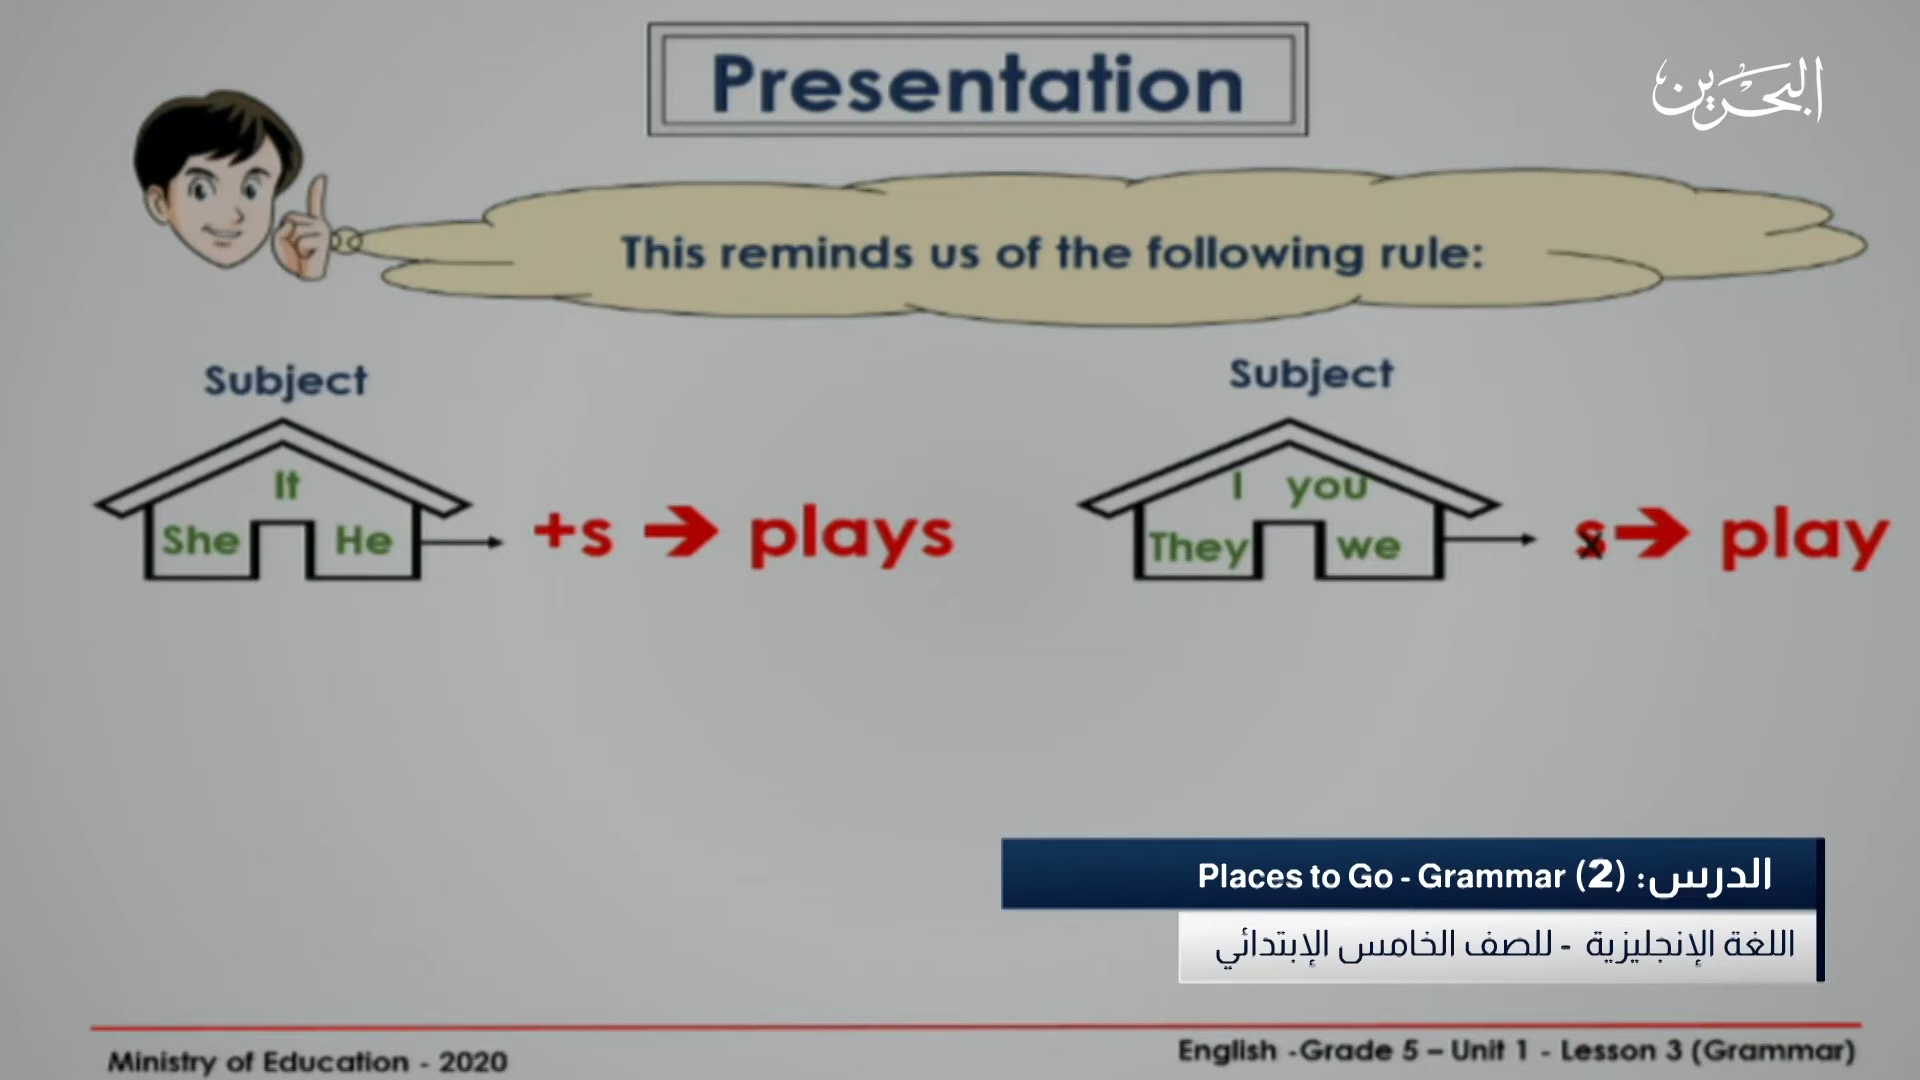 Presentation
البحرين
This reminds us of the following rule:
Subject
It
She He
+s ➔ plays
Subject
I you
They we
s ➔ play
الدرس: Places to Go - Grammar (2)
اللغة الإنجليزية - للصف الخامس الإبتدائي
Ministry of Education - 2020
English -Grade 5 – Unit 1 - Lesson 3 (Grammar)